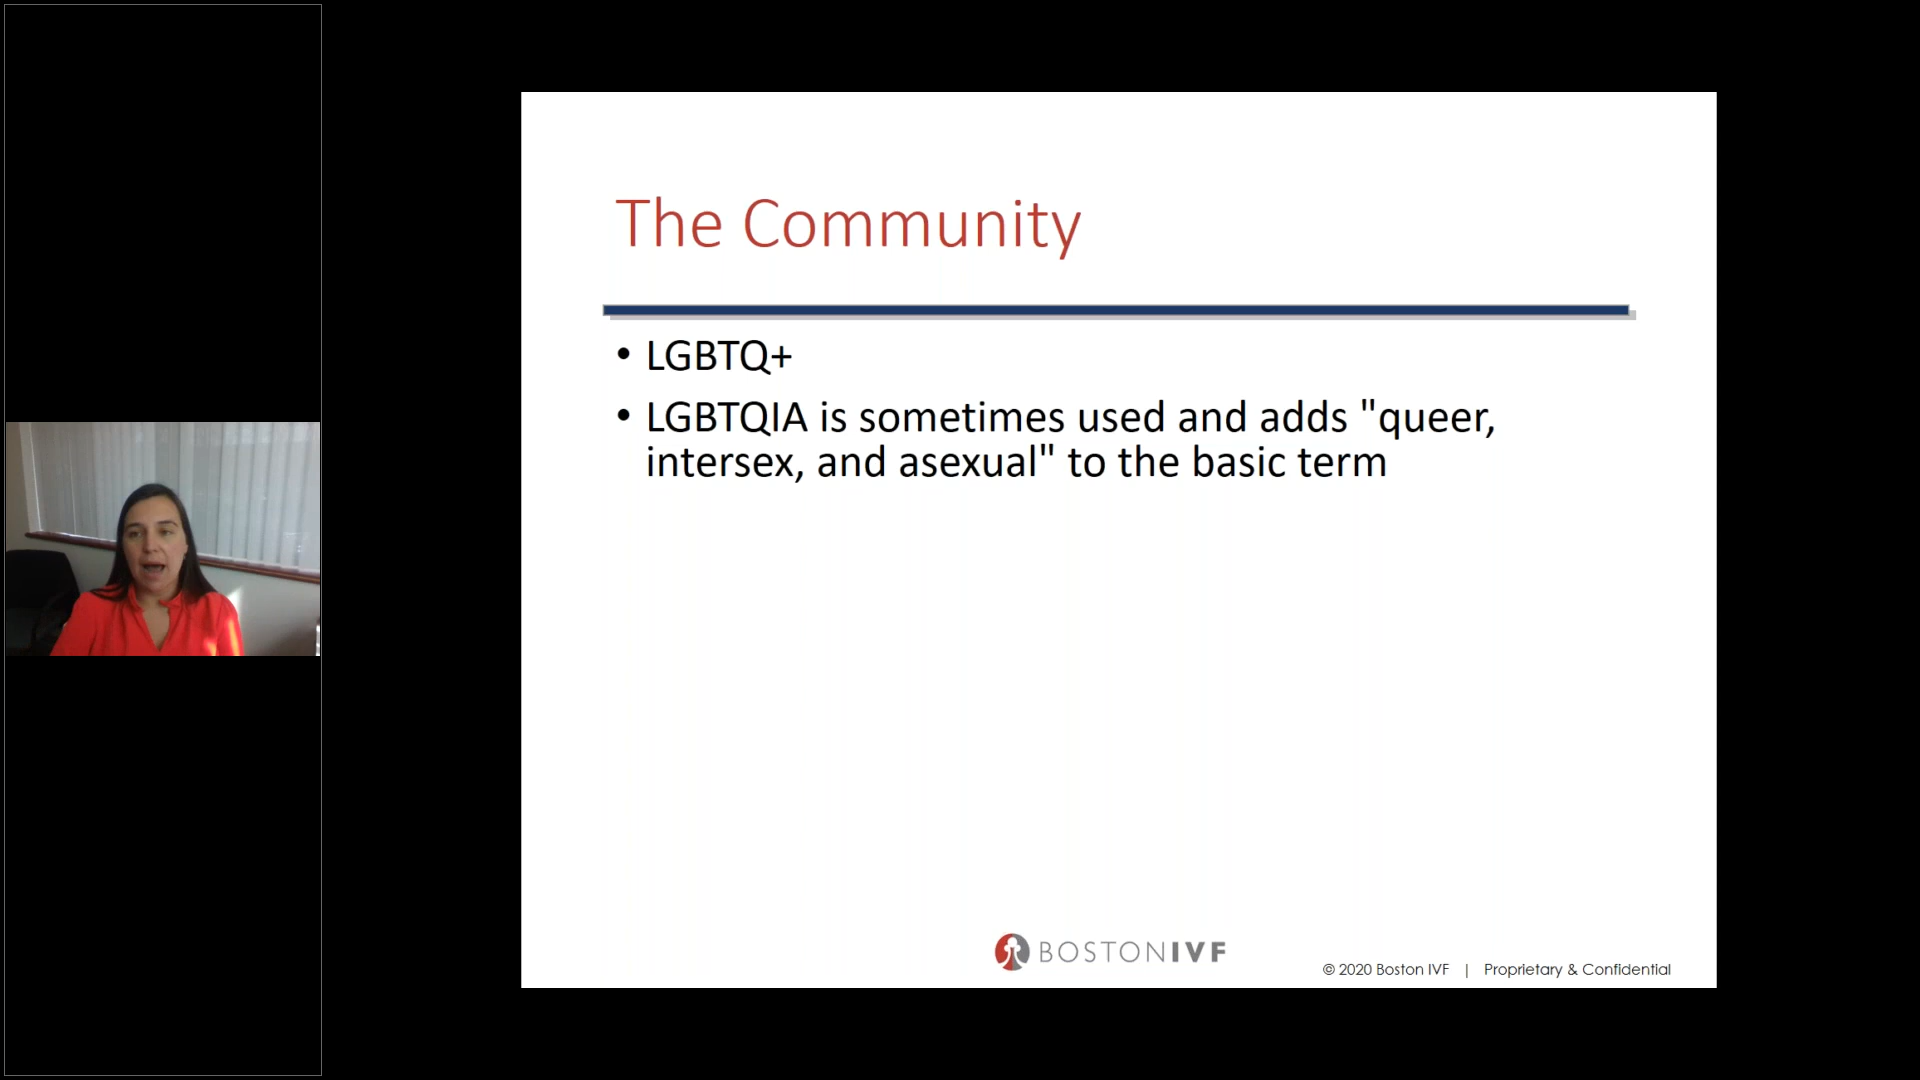 The Community
• LGBTQ+
• LGBTQIA is sometimes used and adds "queer,
intersex, and asexual" to the basic term
BOSTONIVF
© 2020 Boston IVF | Proprietary & Confidential